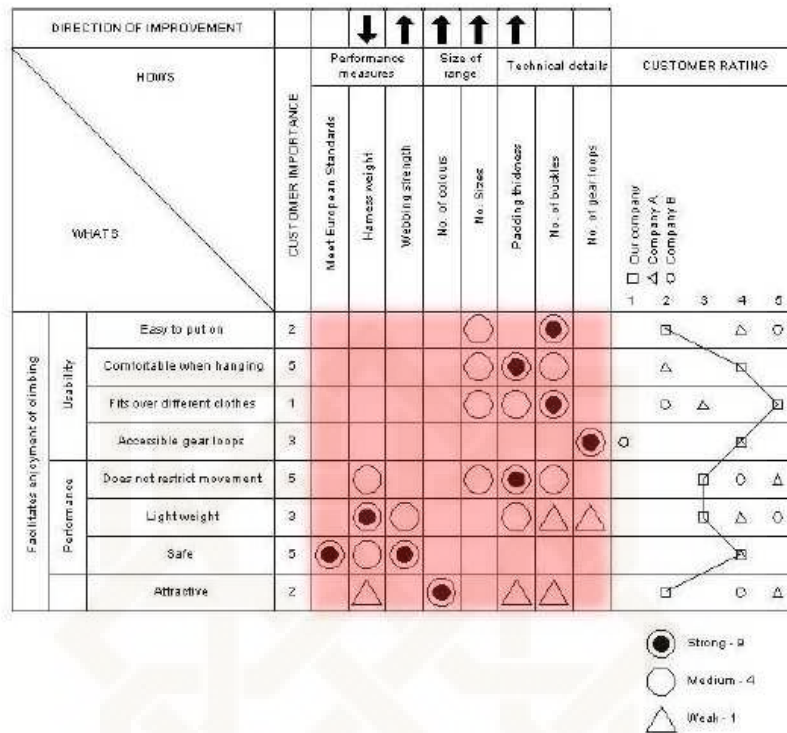 DIRECTION OF IMPROVEMENT
HOWS
WHATS
CUSTOMER IMPORTANCE
Performance measures
Size of range
Technical details
CUSTOMER RATING
Meet European Standards
Harness weight
Webbing strength
No. of colours
No. Sizes
Padding thickness
No. of buckles
No. of gear loops
Our company
Company A
Company B
1 2 3 4 5
Facilitates enjoyment of climbing
Usability
Easy to put on 2
Comfortable when hanging 5
Fits over different clothes 1
Accessible gear loops 3
Performance
Does not restrict movement 5
Light weight 3
Safe 5
Attractive 2
Strong - 9
Medium - 4
Weak - 1